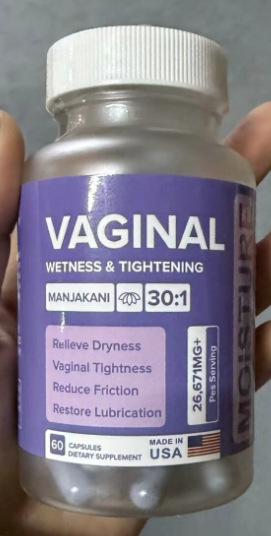 VAGINAL
WETNESS & TIGHTENING
MANJAKANI 30:1
Relieve Dryness
Vaginal Tightness
Reduce Friction
Restore Lubrication
26,671MG+
Per Serving
60 CAPSULES
DIETARY SUPPLEMENT
MADE IN
USA
MOISTURE